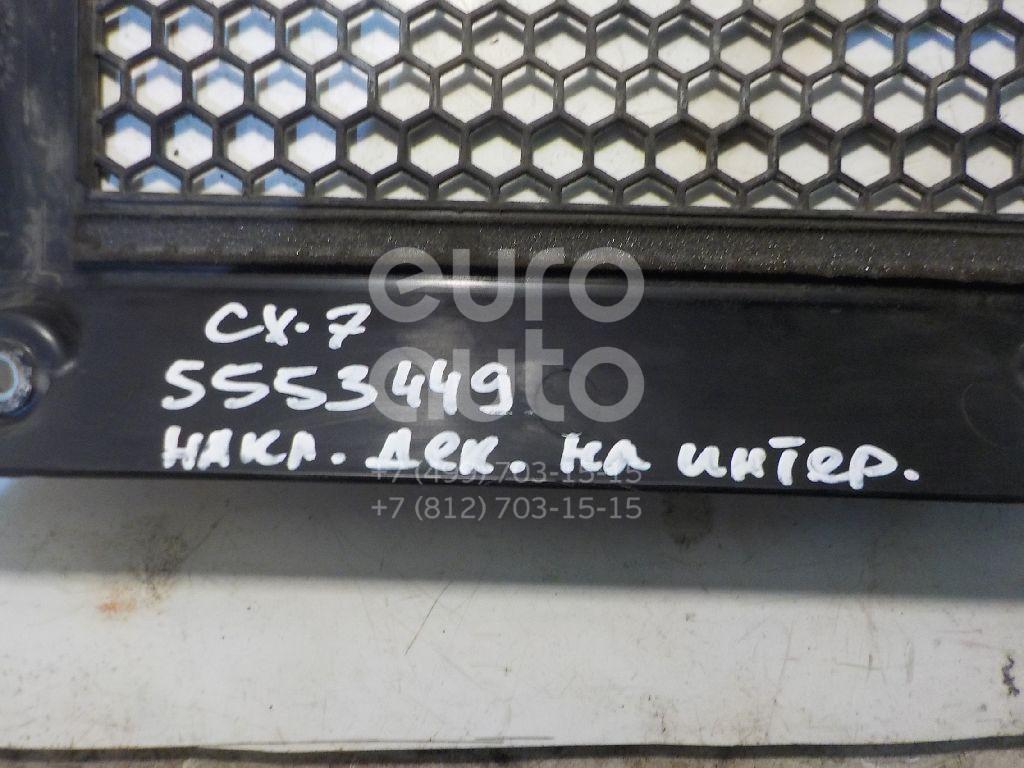 euro
auto
CX-7
5553449
накл. дек. на интер.
+7 (495) 703-15-15
+7 (812) 703-15-15